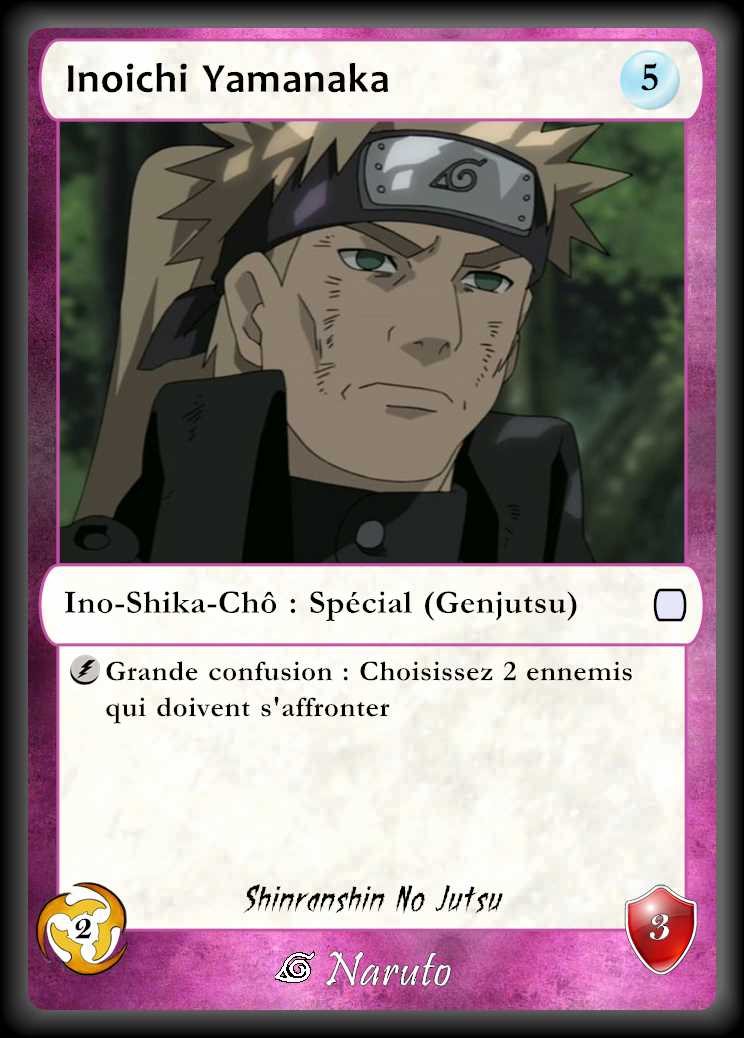 Inoichi Yamanaka
5
Ino-Shika-Chô : Spécial (Genjutsu)
Grande confusion : Choisissez 2 ennemis
qui doivent s'affronter
Shinranshin No Jutsu
2
3
Naruto